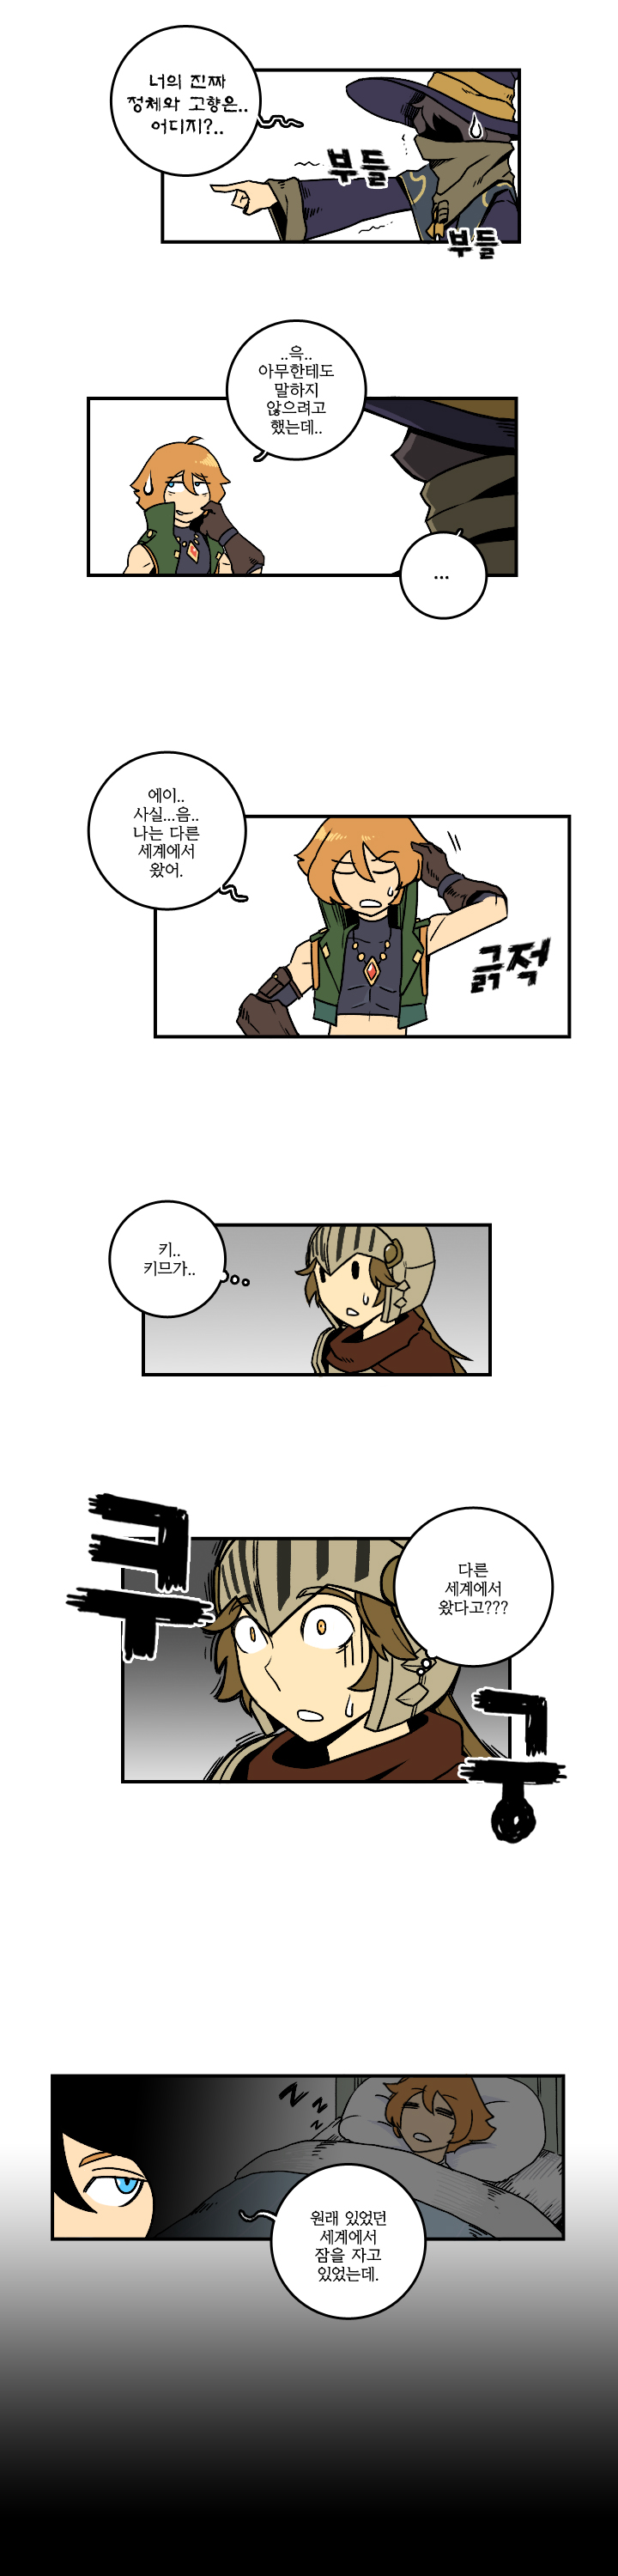 너의 진짜
정체와 고향은..
어디지?..
부들
부들
..윽..
아무한테도
말하지
않으려고
했는데..
...
에이..
사실...음..
나는 다른
세계에서
왔어.
긁적
키..
키므가..
쿠
다른
세계에서
왔다고???
궁
원래 있었던
세계에서
잠을 자고
있었는데.
z z z